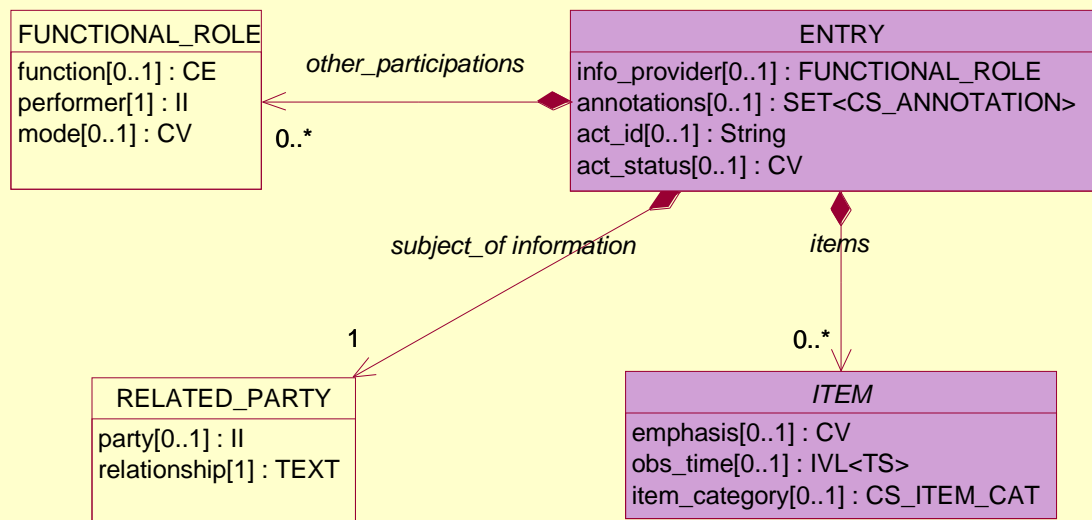 FUNCTIONAL_ROLE
function[0..1] : CE
performer[1] : II
mode[0..1] : CV
other_participations
0..*
ENTRY
info_provider[0..1] : FUNCTIONAL_ROLE
annotations[0..1] : SET<CS_ANNOTATION>
act_id[0..1] : String
act_status[0..1] : CV
subject_of information
items
1
0..*
RELATED_PARTY
party[0..1] : II
relationship[1] : TEXT
ITEM
emphasis[0..1] : CV
obs_time[0..1] : IVL<TS>
item_category[0..1] : CS_ITEM_CAT